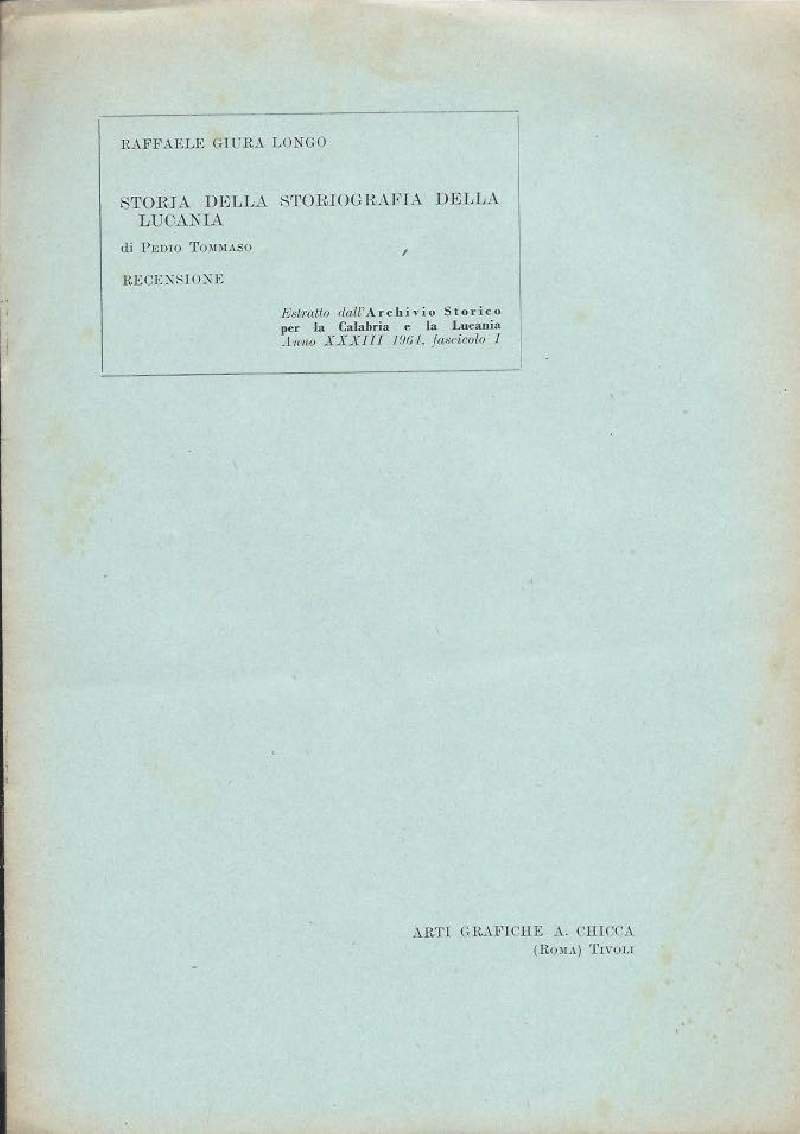 RAFFAELE GIURA LONGO
STORIA DELLA STORIOGRAFIA DELLA
LUCANIA
di PEDIO TOMMASO
RECENSIONE
Estratto dall'Archivio Storico
per la Calabria e la Lucania
Anno XXXIII 1964, fascicolo I
ARTI GRAFICHE A. CHICCA
(ROMA) TIVOLI